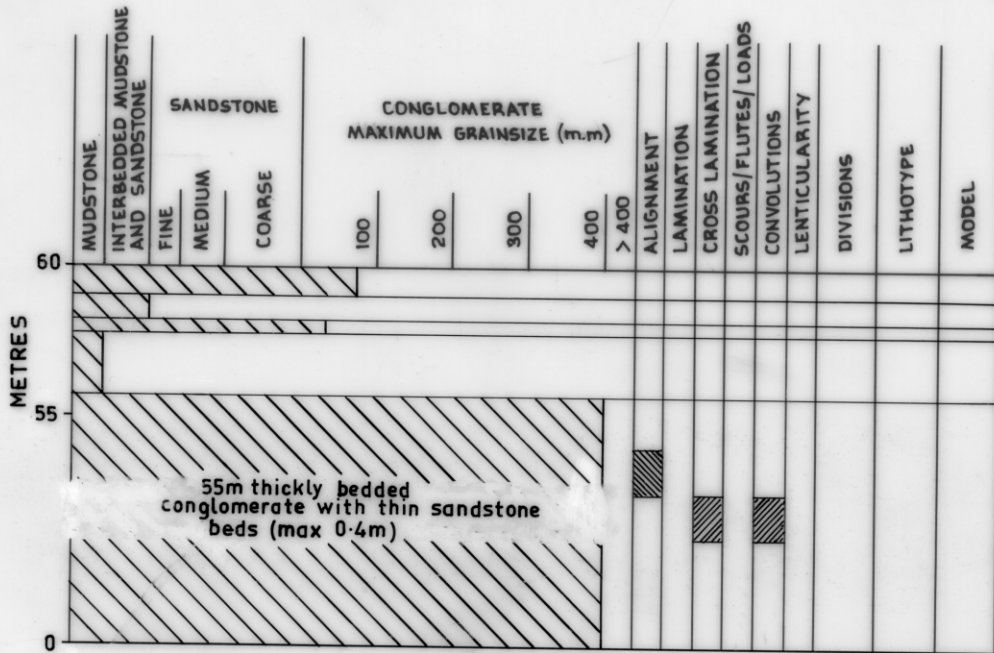 MUDSTONE
INTERBEDDED MUDSTONE
AND SANDSTONE
SANDSTONE
FINE
MEDIUM
COARSE
CONGLOMERATE
MAXIMUM GRAINSIZE (m.m)
100
200
300
400
> 400
ALIGNMENT
LAMINATION
CROSS LAMINATION
SCOURS/FLUTES/LOADS
CONVOLUTIONS
LENTICULARITY
DIVISIONS
LITHOTYPE
MODEL
METRES
60
55
0
55m thickly bedded
conglomerate with thin sandstone
beds (max 0·4m)